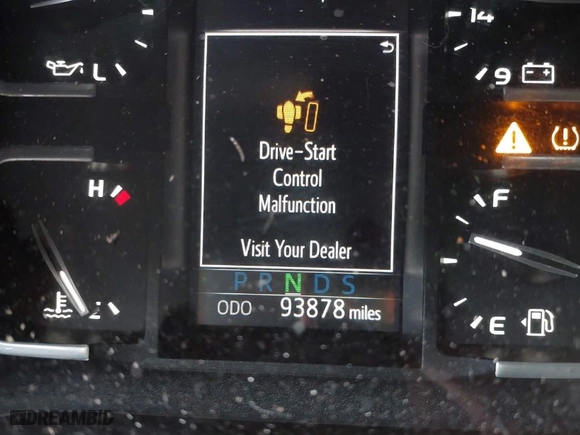 14
L
9
Drive-Start
Control
Malfunction
H
F
Visit Your Dealer
P R N D S
ODO 93878 miles
E
DREAMBID